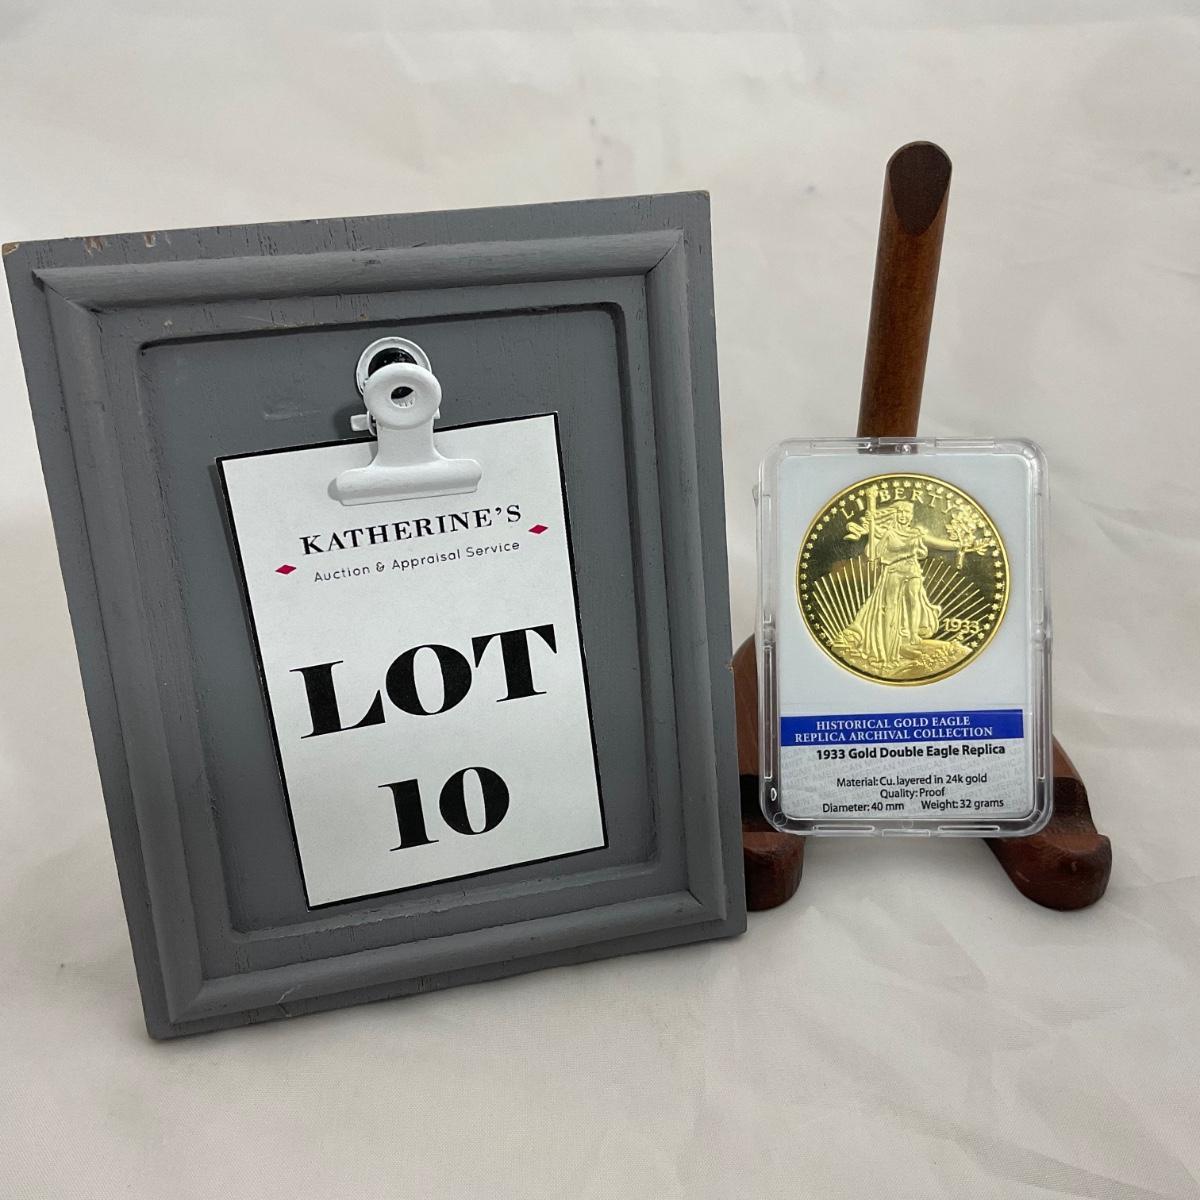 KATHERINE'S
Auction & Appraisal Service
LOT
10
LIBERTY
1933
HISTORICAL GOLD EAGLE
REPLICA ARCHIVAL COLLECTION
1933 Gold Double Eagle Replica
Material: Cu. layered in 24k gold
Quality: Proof
Diameter: 40 mm Weight: 32 grams